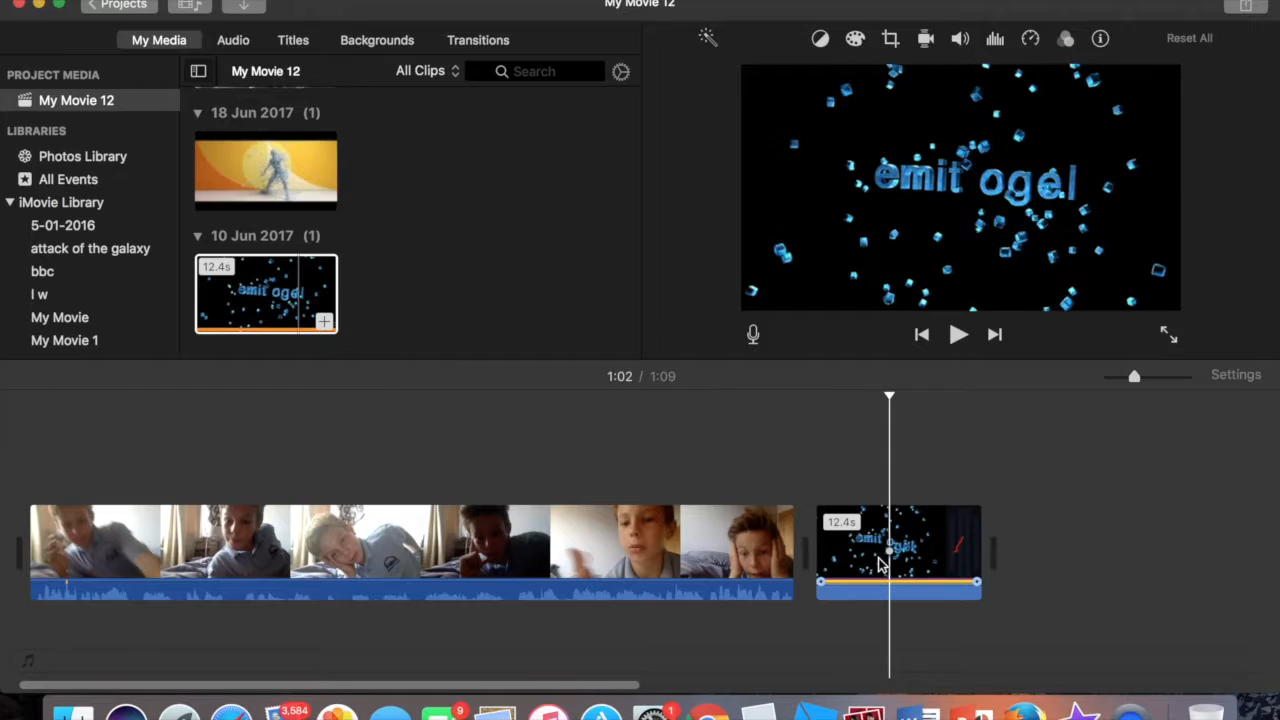 Projects
My Movie 12
My Media Audio Titles Backgrounds Transitions
Reset All
PROJECT MEDIA
My Movie 12
LIBRARIES
Photos Library
All Events
iMovie Library
5-01-2016
attack of the galaxy
bbc
l w
My Movie
My Movie 1
My Movie 12 All Clips Search
18 Jun 2017 (1)
10 Jun 2017 (1)
12.4s
emit ogel
emit ogel
1:02 / 1:09
Settings
12.4s
3,584
9
1